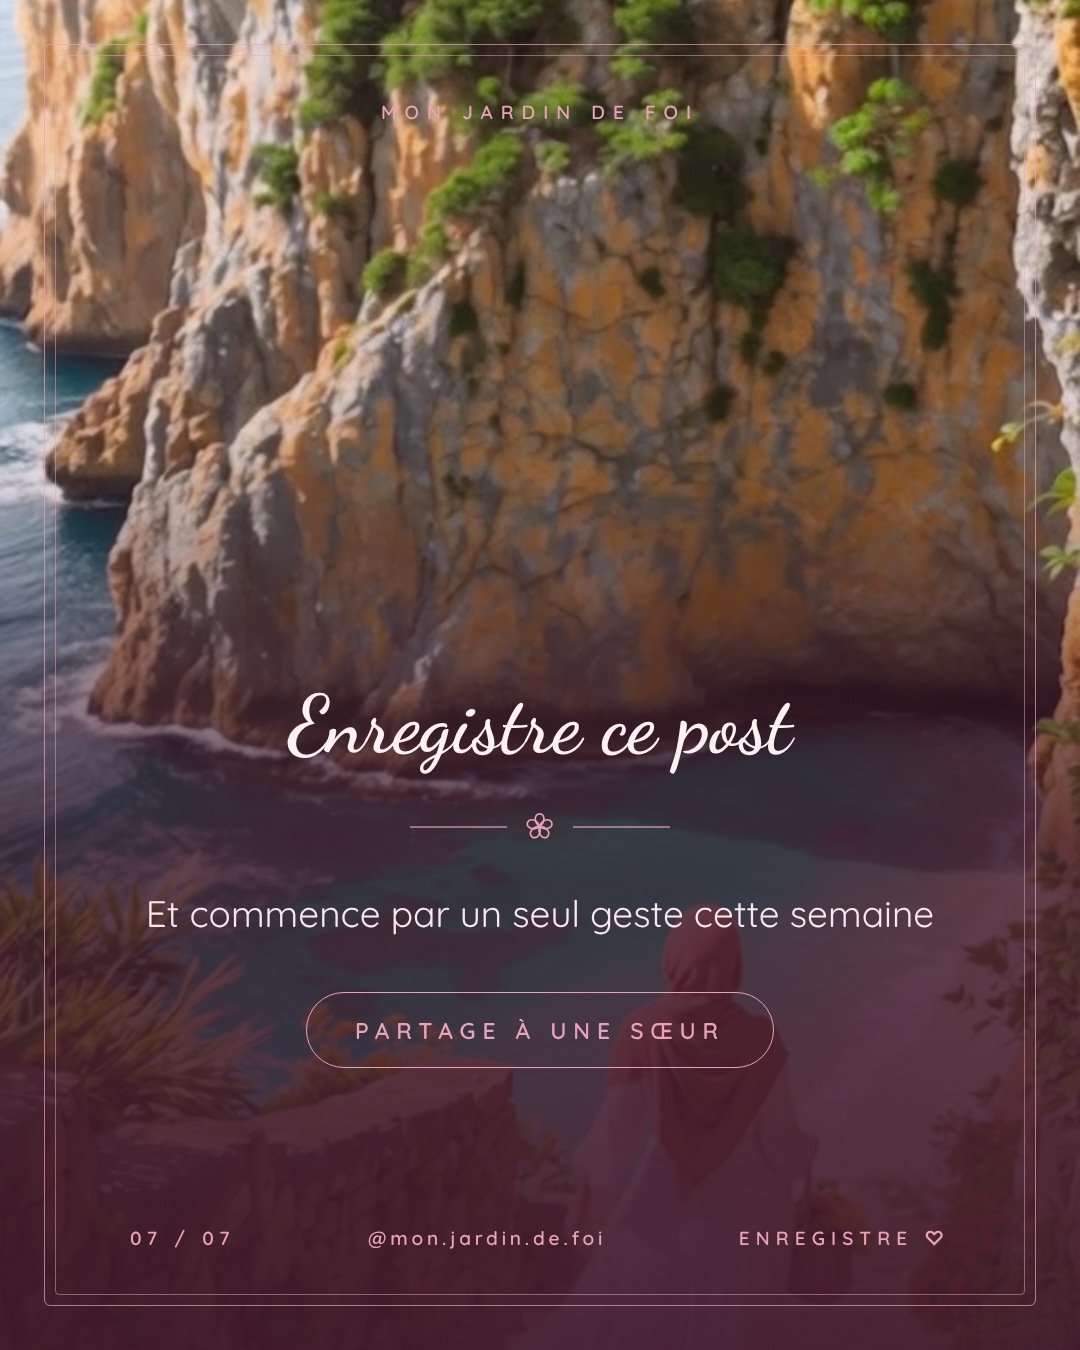 MON JARDIN DE FOI
Enregistre ce post
Et commence par un seul geste cette semaine
PARTAGE À UNE SŒUR
07 / 07
@mon.jardin.de.foi
ENREGISTRE ♡